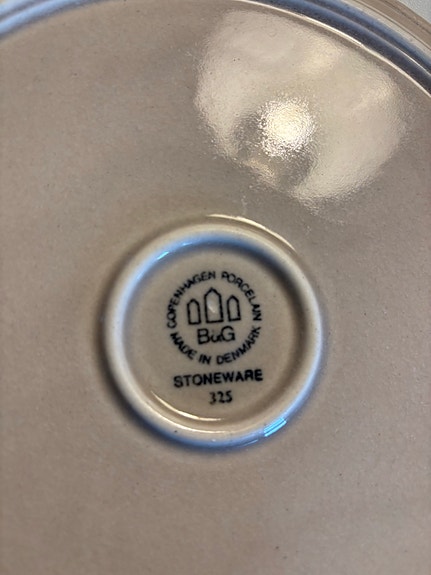 COPENHAGEN PORCELAIN
B&G
MADE IN DENMARK
STONEWARE
325